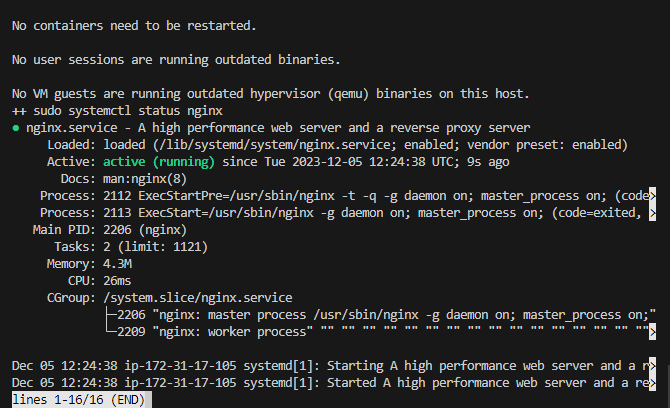 No containers need to be restarted.
No user sessions are running outdated binaries.
No VM guests are running outdated hypervisor (qemu) binaries on this host.
++ sudo systemctl status nginx
● nginx.service - A high performance web server and a reverse proxy server
Loaded: loaded (/lib/systemd/system/nginx.service; enabled; vendor preset: enabled)
Active: active (running) since Tue 2023-12-05 12:24:38 UTC; 9s ago
Docs: man:nginx(8)
Process: 2112 ExecStartPre=/usr/sbin/nginx -t -q -g daemon on; master_process on; (code>
Process: 2113 ExecStart=/usr/sbin/nginx -g daemon on; master_process on; (code=exited, >
Main PID: 2206 (nginx)
Tasks: 2 (limit: 1121)
Memory: 4.3M
CPU: 26ms
CGroup: /system.slice/nginx.service
├─2206 "nginx: master process /usr/sbin/nginx -g daemon on; master_process on;"
└─2209 "nginx: worker process" "" "" "" "" "" "" "" "" "" "" "" "" "" "" "" "" "">
Dec 05 12:24:38 ip-172-31-17-105 systemd[1]: Starting A high performance web server and a r>
Dec 05 12:24:38 ip-172-31-17-105 systemd[1]: Started A high performance web server and a re>
lines 1-16/16 (END)